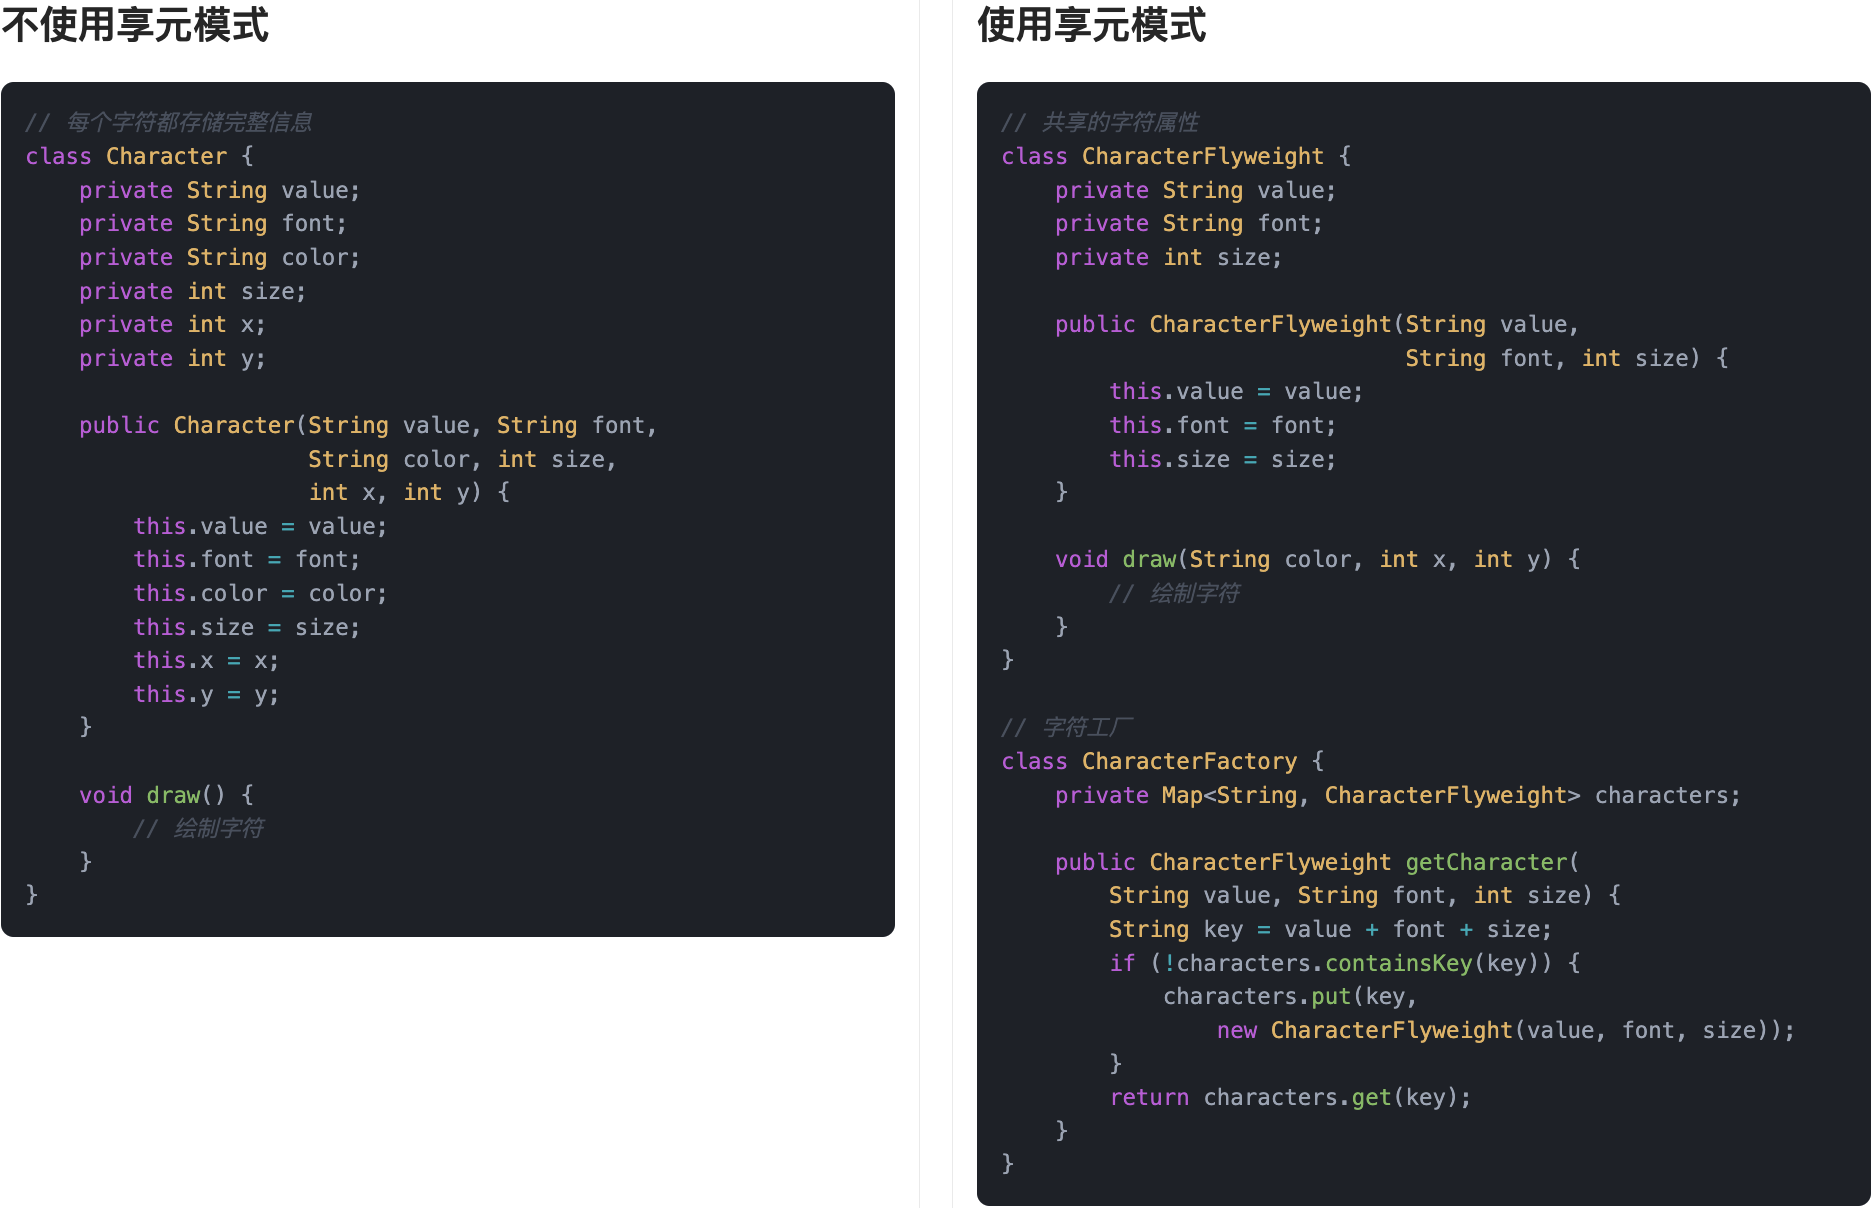 不使用享元模式
// 每个字符都存储完整信息
class Character {
    private String value;
    private String font;
    private String color;
    private int size;
    private int x;
    private int y;

    public Character(String value, String font,
                     String color, int size,
                     int x, int y) {
        this.value = value;
        this.font = font;
        this.color = color;
        this.size = size;
        this.x = x;
        this.y = y;
    }

    void draw() {
        // 绘制字符
    }
}
使用享元模式
// 共享的字符属性
class CharacterFlyweight {
    private String value;
    private String font;
    private int size;

    public CharacterFlyweight(String value,
                              String font, int size) {
        this.value = value;
        this.font = font;
        this.size = size;
    }

    void draw(String color, int x, int y) {
        // 绘制字符
    }
}

// 字符工厂
class CharacterFactory {
    private Map<String, CharacterFlyweight> characters;

    public CharacterFlyweight getCharacter(
        String value, String font, int size) {
        String key = value + font + size;
        if (!characters.containsKey(key)) {
            characters.put(key,
                new CharacterFlyweight(value, font, size));
        }
        return characters.get(key);
    }
}